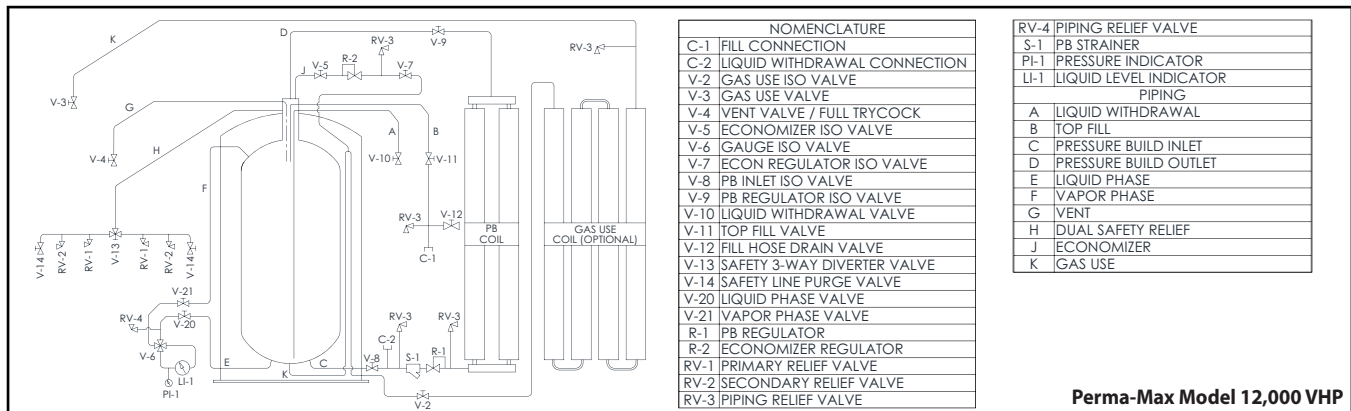 K
D
V-9
RV-3
R-2
V-5
V-7
J
RV-3
V-3
G
V-4
H
A
B
V-10
V-11
F
RV-3
V-12
C-1
PB
COIL
GAS USE
COIL (OPTIONAL)
V-14
RV-2
RV-1
V-13
RV-1
RV-2
V-14
V-21
RV-4
V-20
V-6
E
LI-1
PI-1
C
K
C-2
V-8
RV-3
S-1
R-1
RV-3
V-2
NOMENCLATURE
C-1 FILL CONNECTION
C-2 LIQUID WITHDRAWAL CONNECTION
V-2 GAS USE ISO VALVE
V-3 GAS USE VALVE
V-4 VENT VALVE / FULL TRYCOCK
V-5 ECONOMIZER ISO VALVE
V-6 GAUGE ISO VALVE
V-7 ECON REGULATOR ISO VALVE
V-8 PB INLET ISO VALVE
V-9 PB REGULATOR ISO VALVE
V-10 LIQUID WITHDRAWAL VALVE
V-11 TOP FILL VALVE
V-12 FILL HOSE DRAIN VALVE
V-13 SAFETY 3-WAY DIVERTER VALVE
V-14 SAFETY LINE PURGE VALVE
V-20 LIQUID PHASE VALVE
V-21 VAPOR PHASE VALVE
R-1 PB REGULATOR
R-2 ECONOMIZER REGULATOR
RV-1 PRIMARY RELIEF VALVE
RV-2 SECONDARY RELIEF VALVE
RV-3 PIPING RELIEF VALVE
RV-4 PIPING RELIEF VALVE
S-1 PB STRAINER
PI-1 PRESSURE INDICATOR
LI-1 LIQUID LEVEL INDICATOR
PIPING
A LIQUID WITHDRAWAL
B TOP FILL
C PRESSURE BUILD INLET
D PRESSURE BUILD OUTLET
E LIQUID PHASE
F VAPOR PHASE
G VENT
H DUAL SAFETY RELIEF
J ECONOMIZER
K GAS USE
Perma-Max Model 12,000 VHP